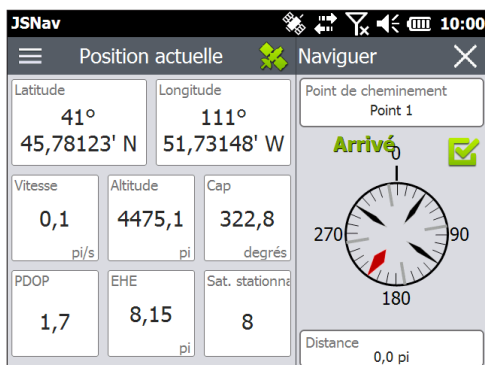 JSNav 10:00
Position actuelle
Naviguer
Latitude
41°
45,78123' N
Longitude
111°
51,73148' W
Vitesse
0,1
pi/s
Altitude
4475,1
pi
Cap
322,8
degrés
PDOP
1,7
EHE
8,15
pi
Sat. stationna
8
Point de cheminement
Point 1
Arrivé
0
270
90
180
Distance
0,0 pi